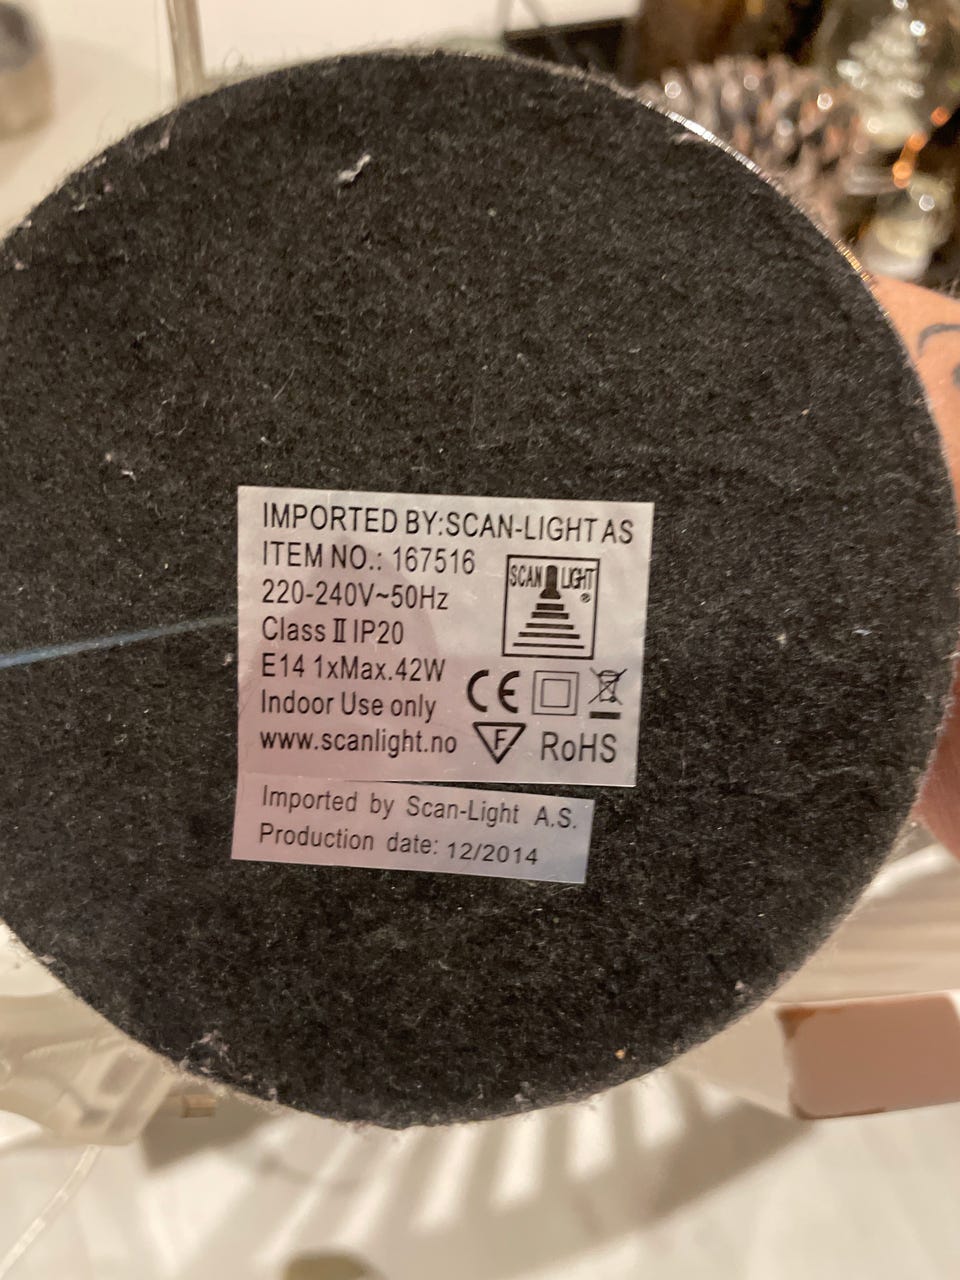 IMPORTED BY:SCAN-LIGHT AS
ITEM NO.: 167516
SCAN LIGHT ®
220-240V~50Hz
Class II IP20
E14 1xMax.42W
Indoor Use only
CE
www.scanlight.no
F RoHS
Imported by Scan-Light A.S.
Production date: 12/2014